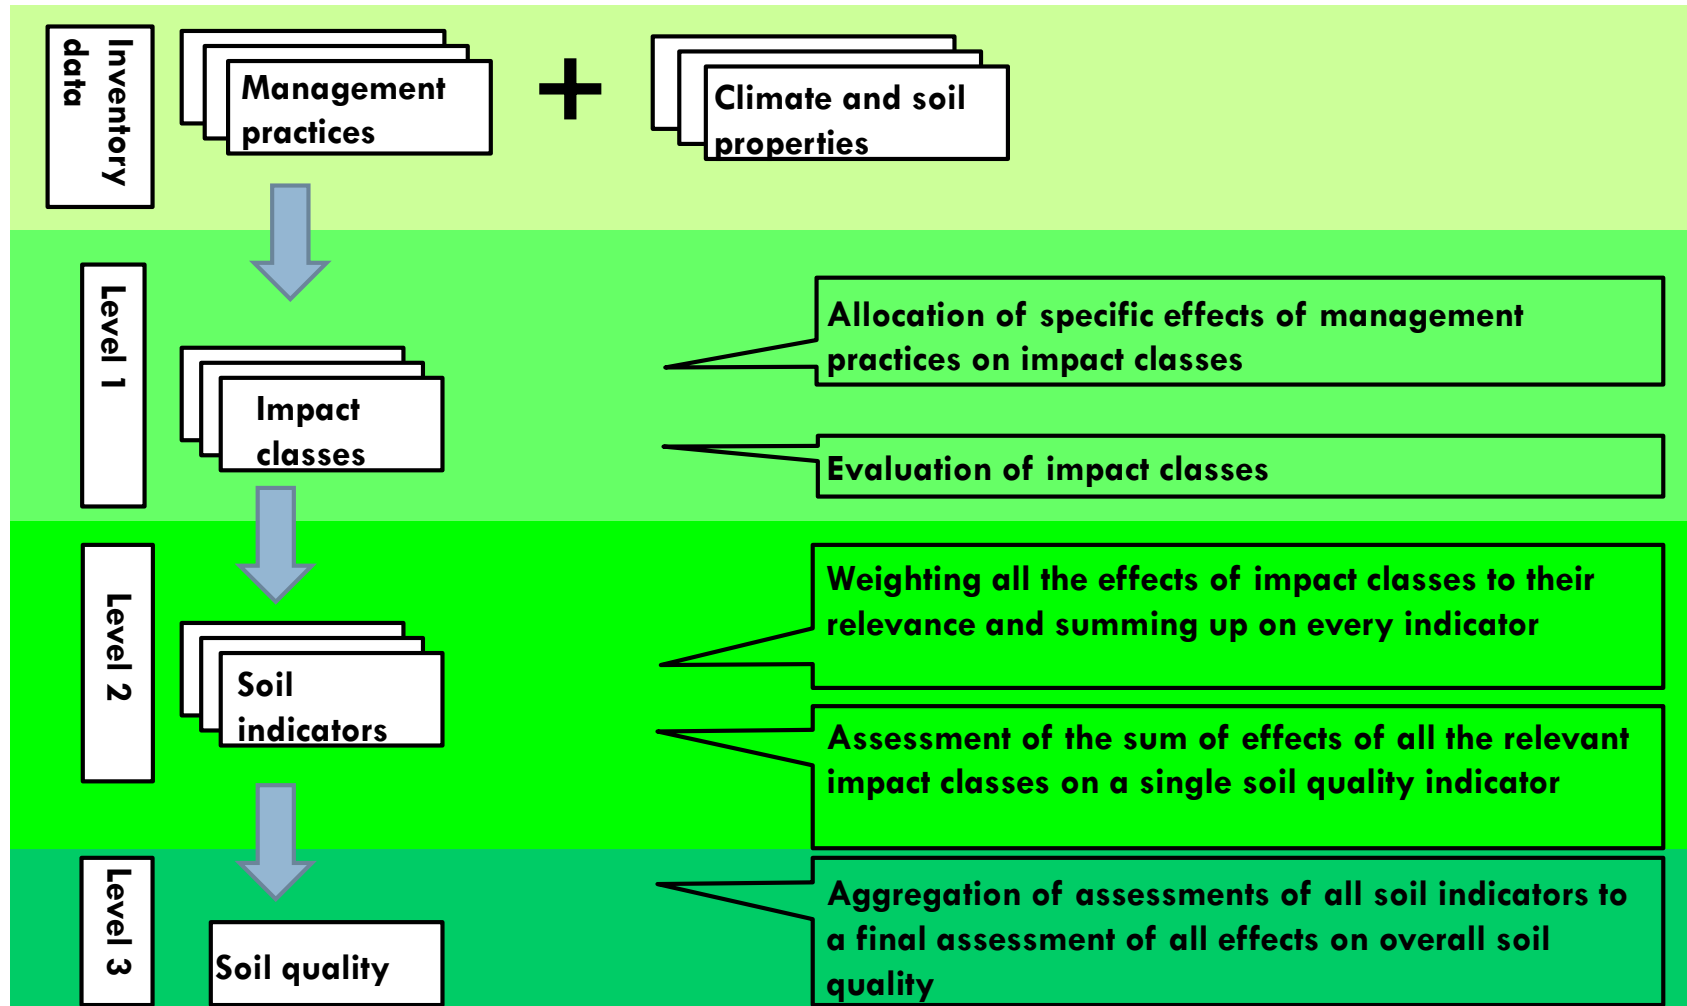 Inventory
data
Management
practices
+
Climate and soil
properties
Level 1
Allocation of specific effects of management
practices on impact classes
Impact
classes
Evaluation of impact classes
Level 2
Weighting all the effects of impact classes to their
relevance and summing up on every indicator
Soil
indicators
Assessment of the sum of effects of all the relevant
impact classes on a single soil quality indicator
Level 3
Soil quality
Aggregation of assessments of all soil indicators to
a final assessment of all effects on overall soil
quality